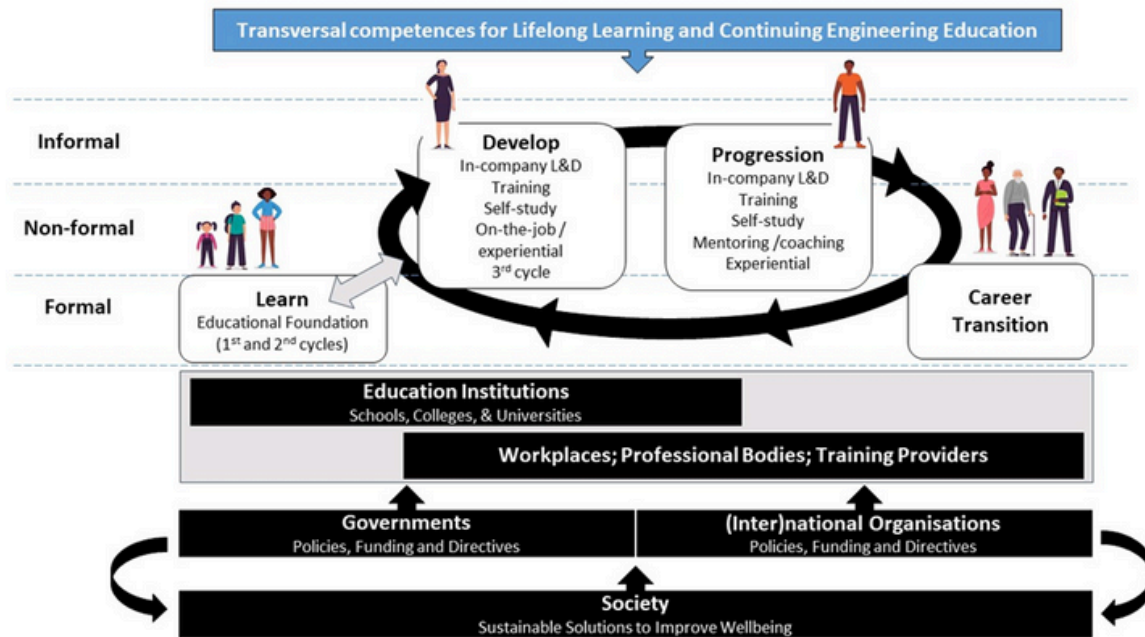 Transversal competences for Lifelong Learning and Continuing Engineering Education
Informal
Non-formal
Formal
Develop
In-company L&D
Training
Self-study
On-the-job /
experiential
3rd cycle
Progression
In-company L&D
Training
Self-study
Mentoring /coaching
Experiential
Learn
Educational Foundation
(1st and 2nd cycles)
Career
Transition
Education Institutions
Schools, Colleges, & Universities
Workplaces; Professional Bodies; Training Providers
Governments
Policies, Funding and Directives
(Inter)national Organisations
Policies, Funding and Directives
Society
Sustainable Solutions to Improve Wellbeing